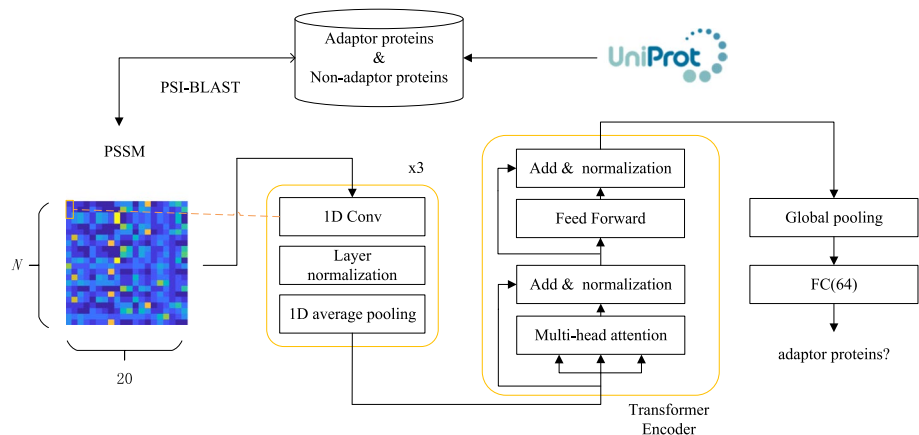 Adaptor proteins
&
Non-adaptor proteins
UniProt
PSI-BLAST
PSSM
x3
1D Conv
Layer
normalization
1D average pooling
N
20
Add & normalization
Feed Forward
Add & normalization
Multi-head attention
Transformer
Encoder
Global pooling
FC(64)
adaptor proteins?